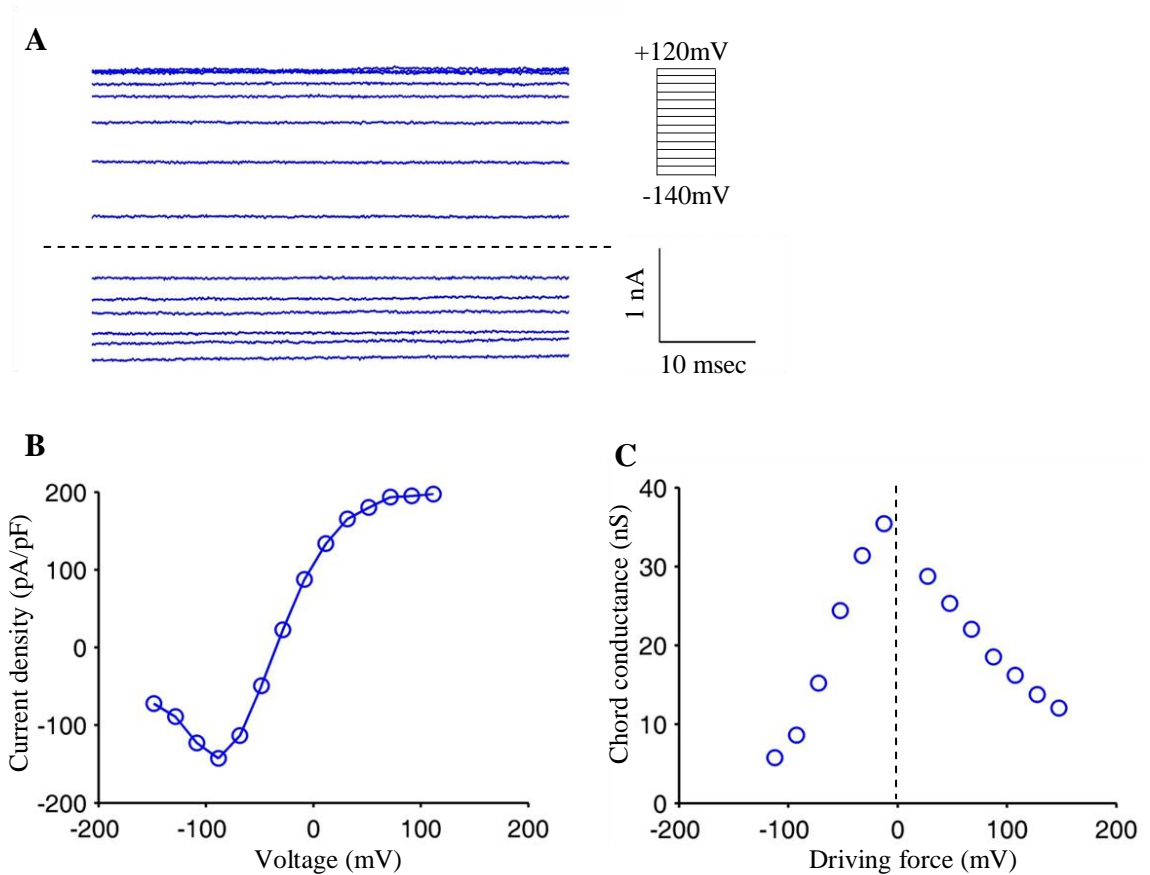 A
+120mV
-140mV
1 nA
10 msec
B
200
100
0
-100
-200
-200
-100
0
100
200
Current density (pA/pF)
Voltage (mV)
C
40
30
20
10
0
-200
-100
0
100
200
Chord conductance (nS)
Driving force (mV)